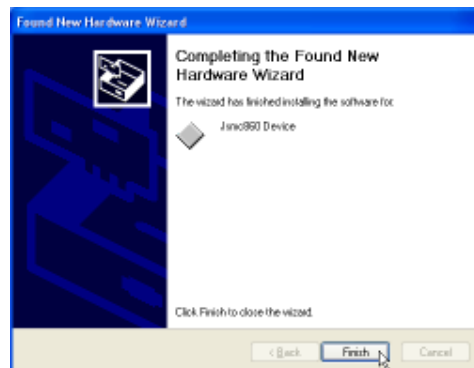 Found New Hardware Wizard
Completing the Found New
Hardware Wizard
The wizard has finished installing the software for:
Device
Click Finish to close the wizard.
< Back
Finish
Cancel